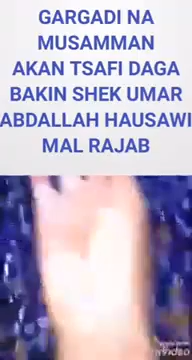 GARGADI NA
MUSAMMAN
AKAN TSAFI DAGA
BAKIN SHEK UMAR
ABDALLAH HAUSAWI
MAL RAJAB